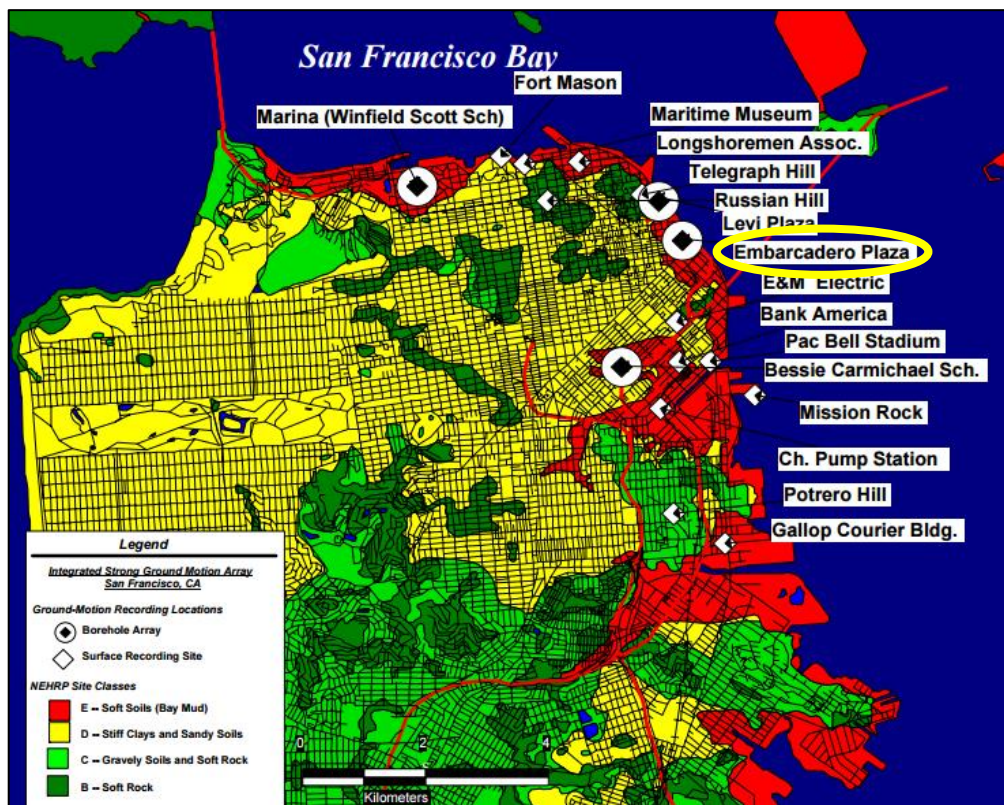 San Francisco Bay
Fort Mason
Marina (Winfield Scott Sch)
Maritime Museum
Longshoremen Assoc.
Telegraph Hill
Russian Hill
Levi Plaza
Embarcadero Plaza
E&M Electric
Bank America
Pac Bell Stadium
Bessie Carmichael Sch.
Mission Rock
Ch. Pump Station
Potrero Hill
Gallop Courier Bldg.
Legend
Integrated Strong Ground Motion Array
San Francisco, CA
Ground-Motion Recording Locations
Borehole Array
Surface Recording Site
NEHRP Site Classes
E -- Soft Soils (Bay Mud)
D -- Stiff Clays and Sandy Soils
C -- Gravely Soils and Soft Rock
B -- Soft Rock
0 2 4
Kilometers